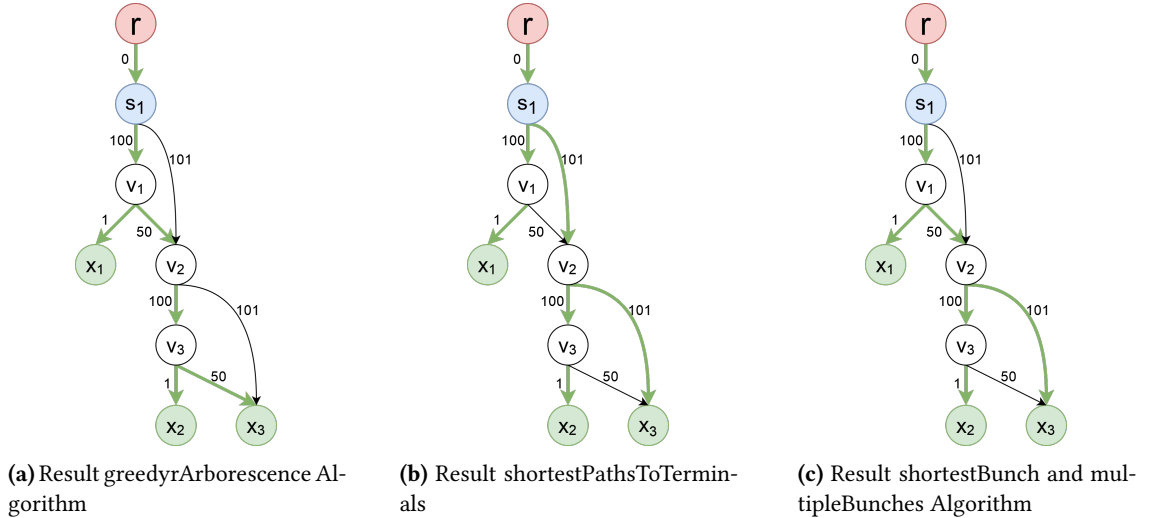 r
0
s1
100
101
v1
1
50
x1
v2
100
101
v3
1
50
x2
x3
(a) Result greedyrArborescence Al-
gorithm
r
0
s1
100
101
v1
1
50
x1
v2
100
101
v3
1
50
x2
x3
(b) Result shortestPathsToTermin-
als
r
0
s1
100
101
v1
1
50
x1
v2
100
101
v3
1
50
x2
x3
(c) Result shortestBunch and mul-
tipleBunches Algorithm